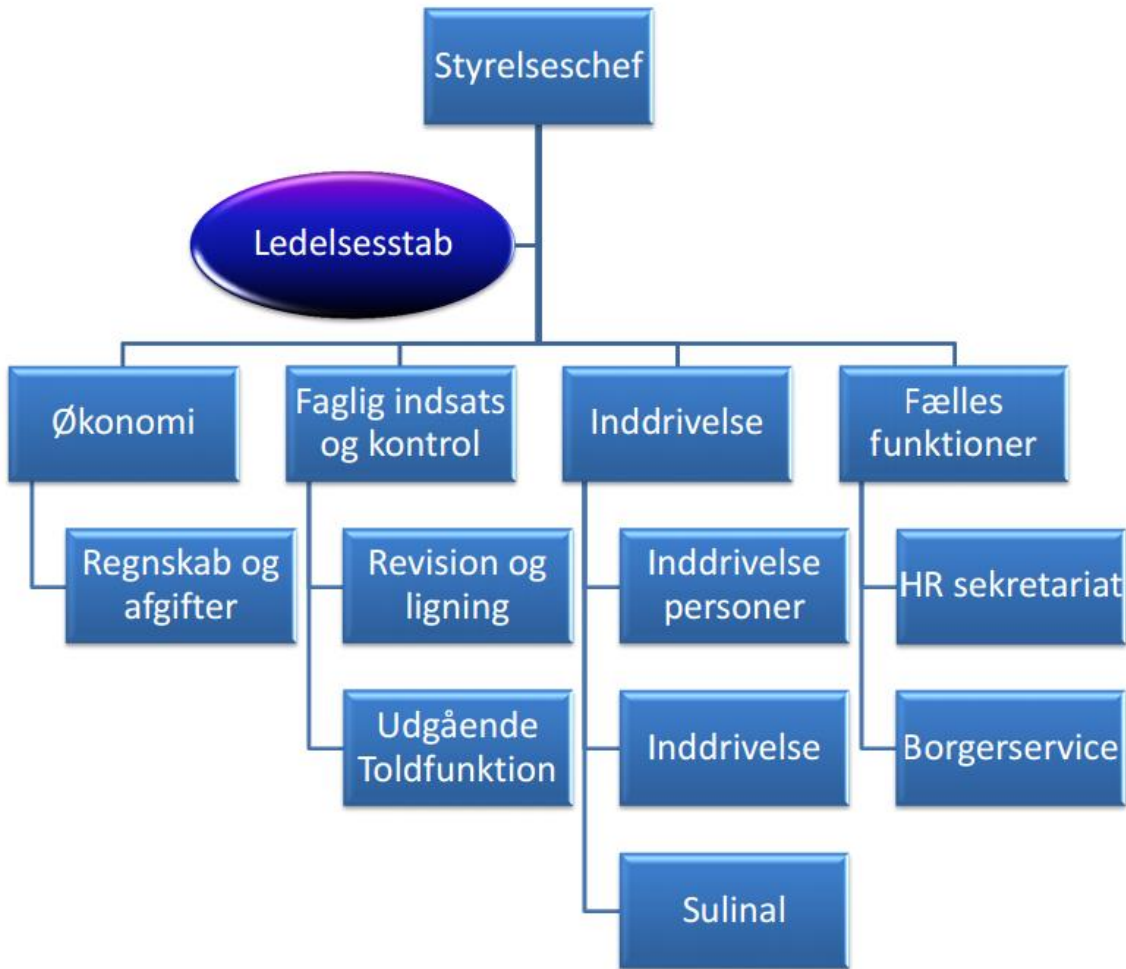 Styrelseschef
Ledelsesstab
Økonomi
Faglig indsats
og kontrol
Inddrivelse
Fælles
funktioner
Regnskab og
afgifter
Revision og
ligning
Inddrivelse
personer
HR sekretariat
Udgående
Toldfunktion
Inddrivelse
Borgerservice
Sulinal